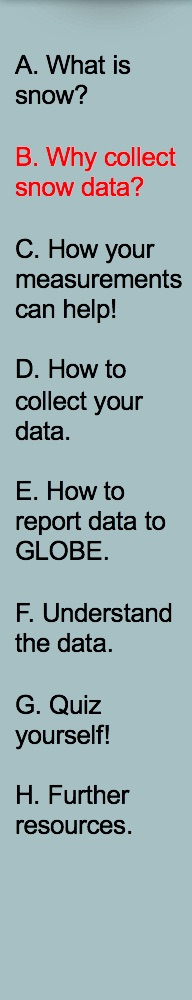 A. What is
snow?
B. Why collect
snow data?
C. How your
measurements
can help!
D. How to
collect your
data.
E. How to
report data to
GLOBE.
F. Understand
the data.
G. Quiz
yourself!
H. Further
resources.